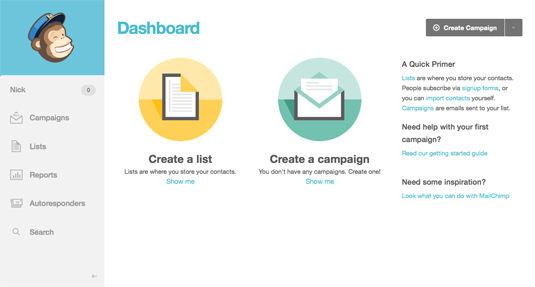 Dashboard
Create Campaign
Nick
0
Campaigns
Lists
Reports
Autoresponders
Search
Create a list
Lists are where you store your contacts.
Show me
Create a campaign
You don't have any campaigns. Create one!
Show me
A Quick Primer
Lists are where you store your contacts.
People subscribe via signup forms, or
you can import contacts yourself.
Campaigns are emails sent to your list.
Need help with your first
campaign?
Read our getting started guide
Need some inspiration?
Look what you can do with MailChimp